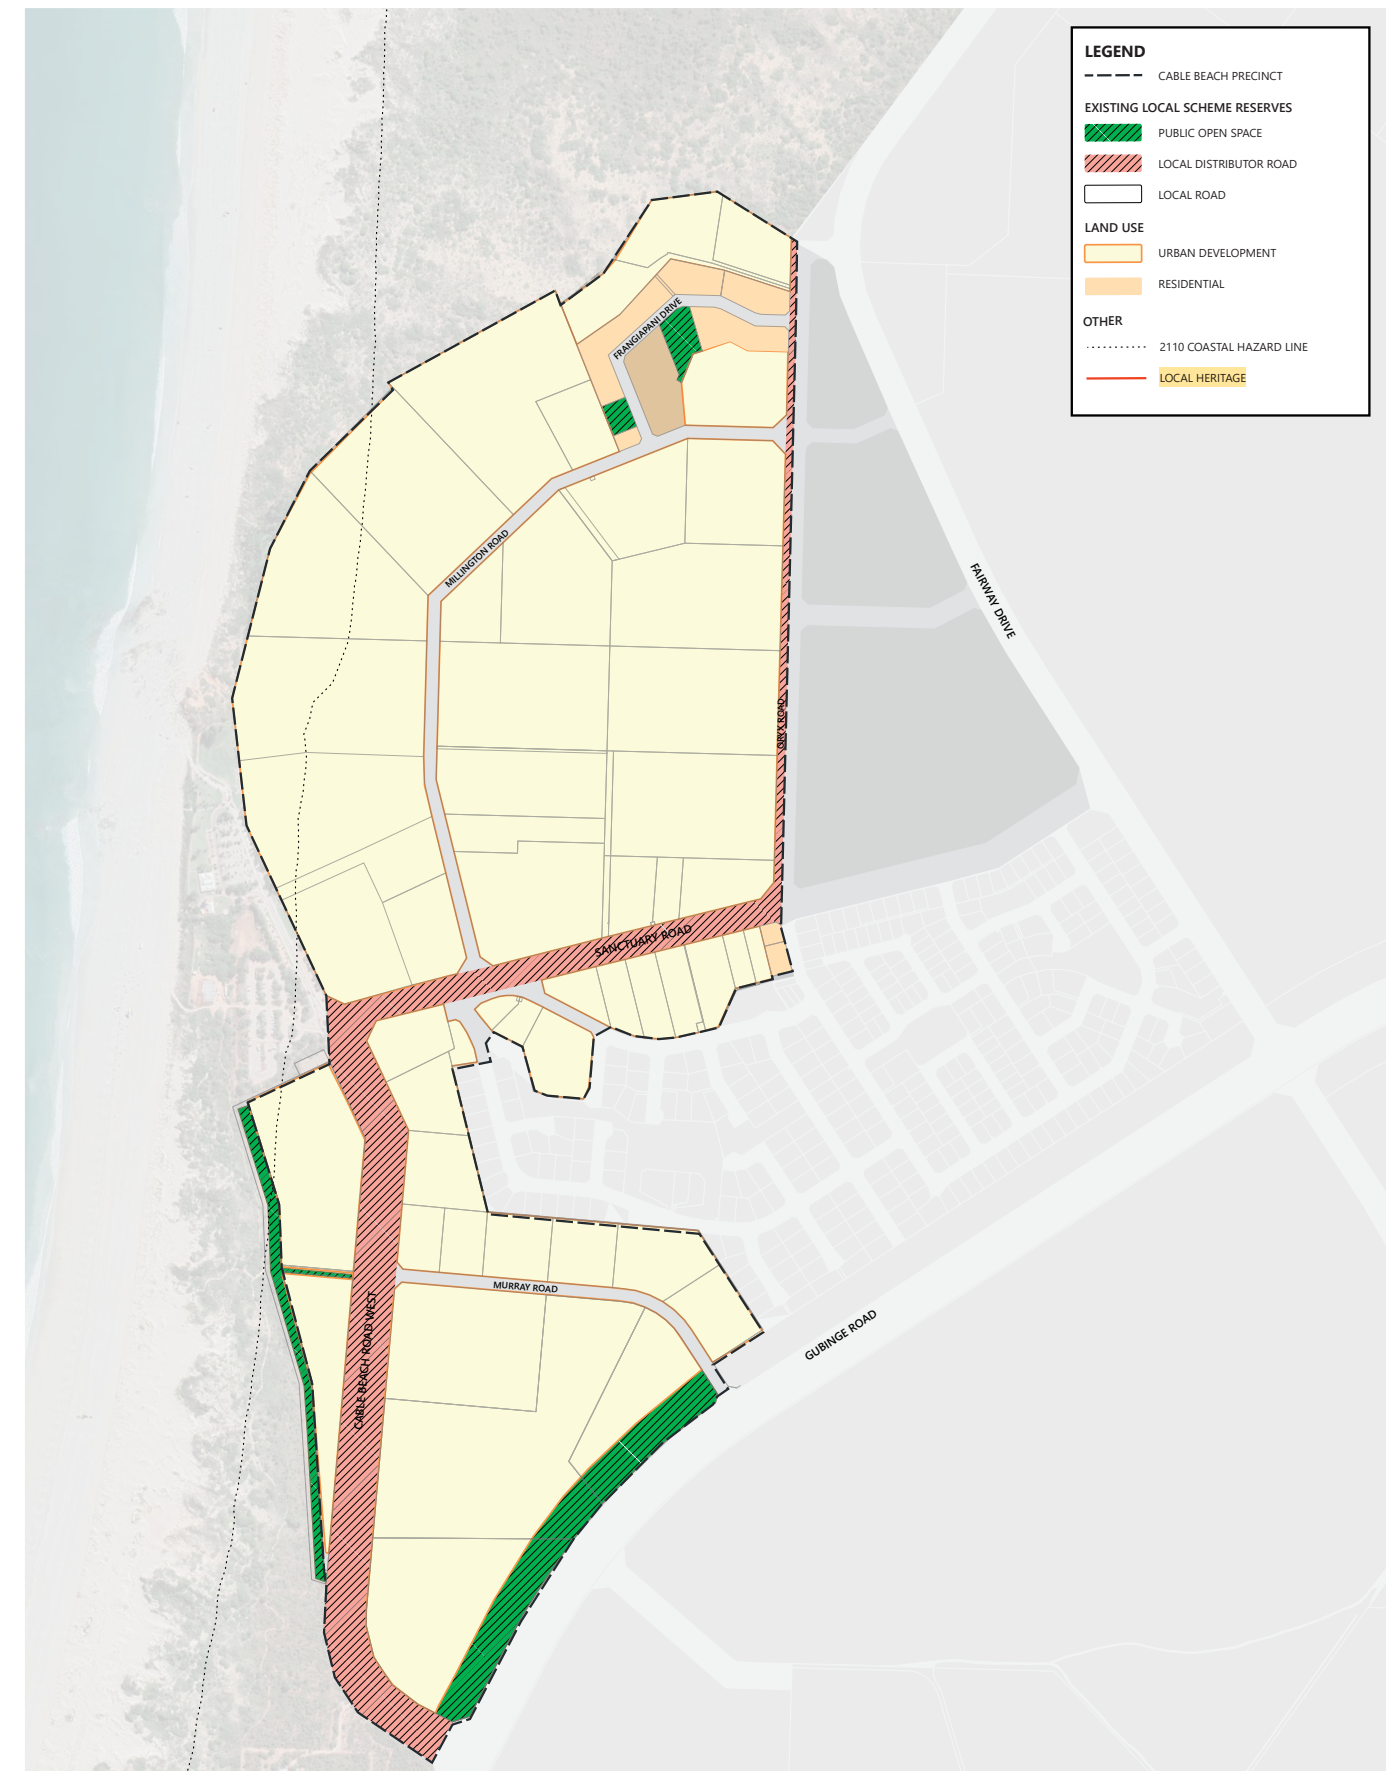 LEGEND
CABLE BEACH PRECINCT
EXISTING LOCAL SCHEME RESERVES
PUBLIC OPEN SPACE
LOCAL DISTRIBUTOR ROAD
LOCAL ROAD
LAND USE
URBAN DEVELOPMENT
RESIDENTIAL
OTHER
2110 COASTAL HAZARD LINE
LOCAL HERITAGE
FRANGIAPANI DRIVE
MILLINGTON ROAD
FAIRWAY DRIVE
ORYX ROAD
SANCTUARY ROAD
MURRAY ROAD
CABLE BEACH ROAD WEST
GUBINGE ROAD